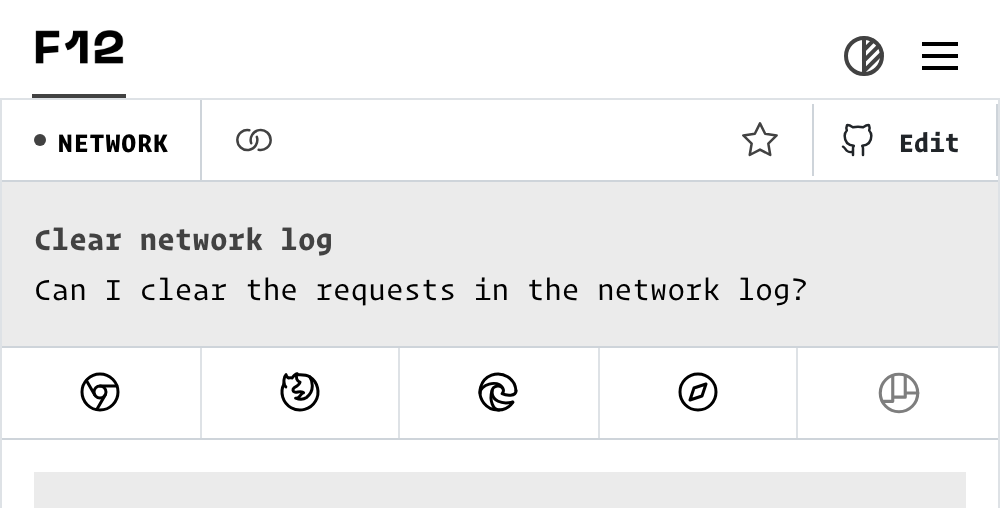 F12
NETWORK
Edit
Clear network log
Can I clear the requests in the network log?